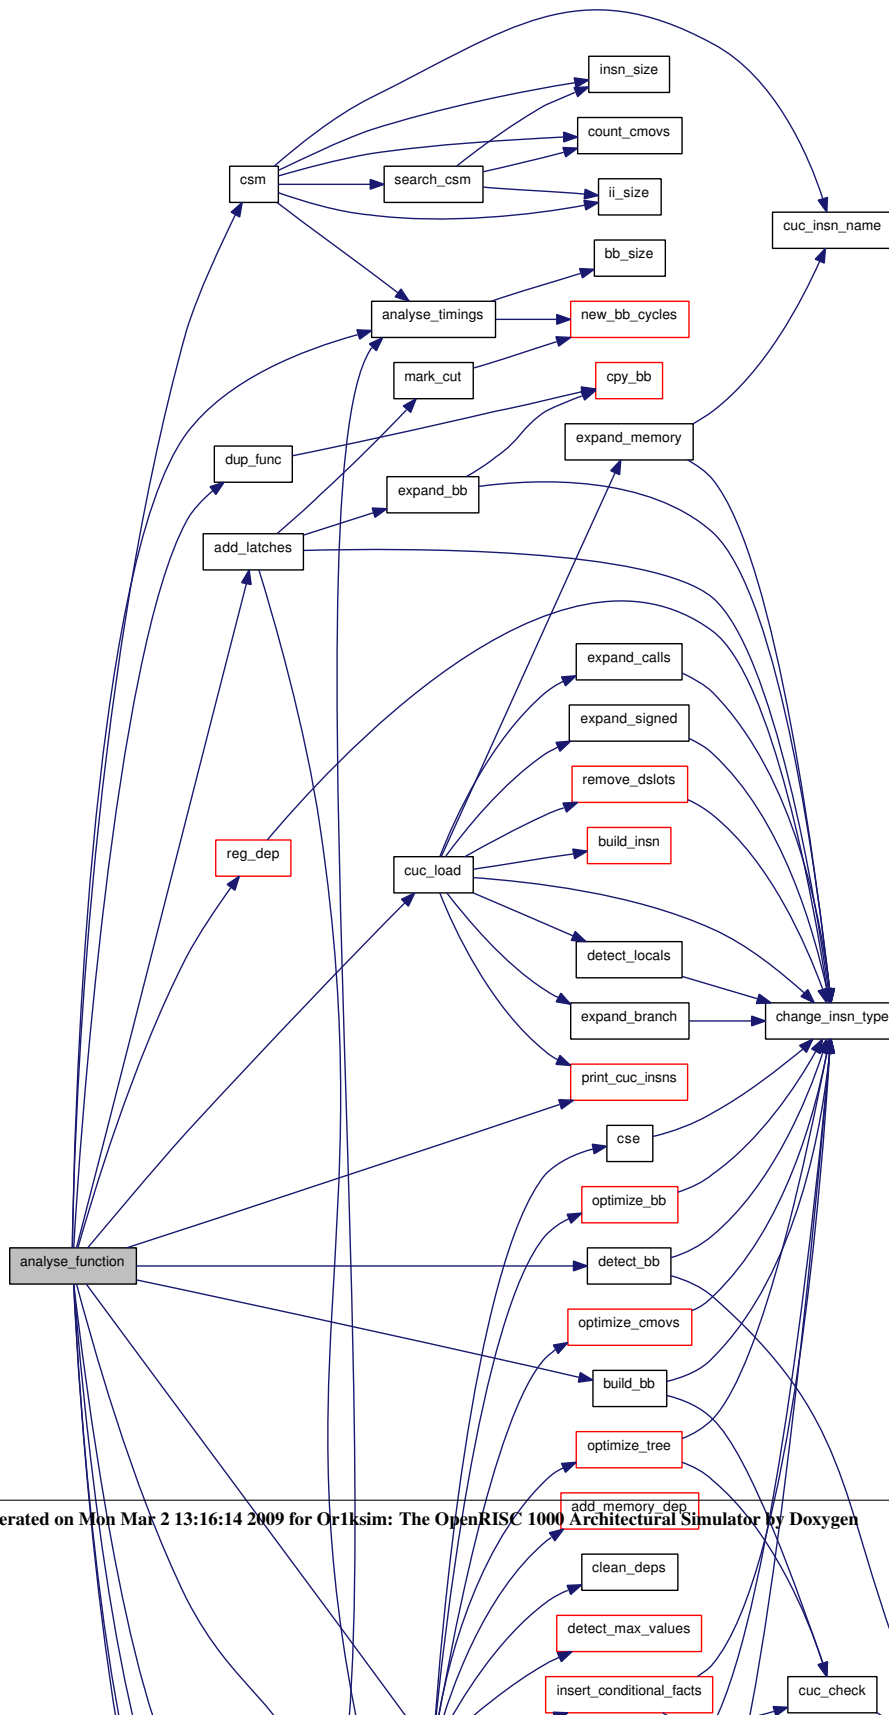 insn_size
count_cmovs
csm
search_csm
ii_size
cuc_insn_name
bb_size
analyse_timings
new_bb_cycles
mark_cut
cpy_bb
expand_memory
dup_func
expand_bb
add_latches
expand_calls
expand_signed
remove_dslots
build_insn
reg_dep
cuc_load
detect_locals
expand_branch
change_insn_type
print_cuc_insns
cse
optimize_bb
analyse_function
detect_bb
optimize_cmovs
build_bb
optimize_tree
add_memory_dep
erated on Mon Mar 2 13:16:14 2009 for Or1ksim: The OpenRISC 1000 Architectural Simulator by Doxygen
clean_deps
detect_max_values
insert_conditional_facts
cuc_check